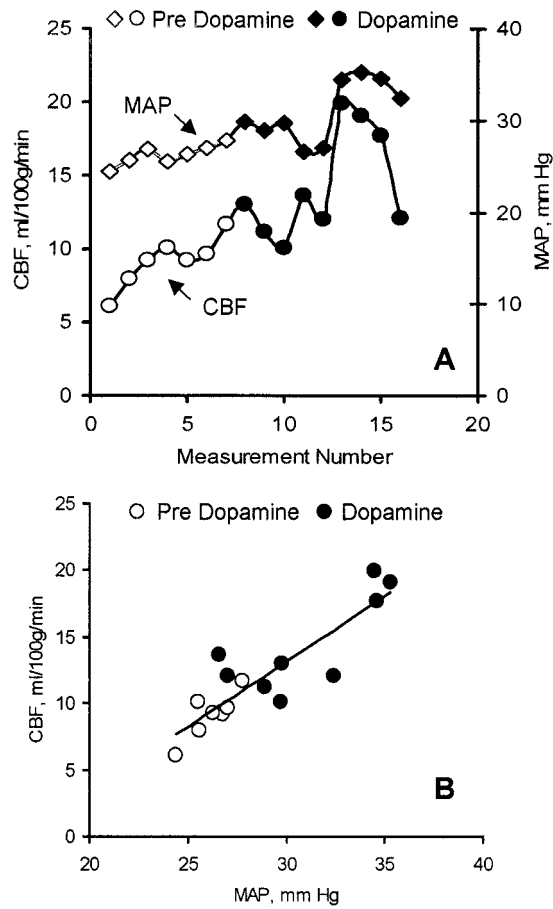 Pre Dopamine Dopamine
25
20
15
10
5
0
CBF, ml/100g/min
MAP
CBF
A
40
30
20
10
0
MAP, mm Hg
0 5 10 15 20
Measurement Number
Pre Dopamine Dopamine
25
20
15
10
5
0
CBF, ml/100g/min
B
20 25 30 35 40
MAP, mm Hg